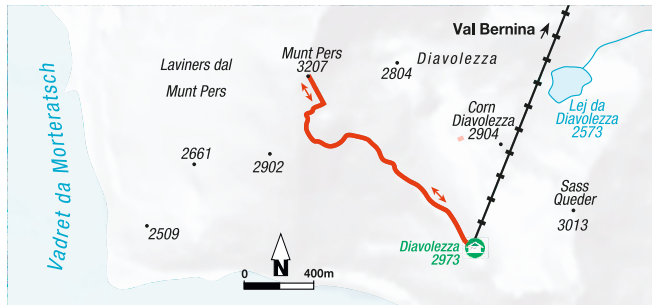 Val Bernina
Munt Pers
3207
Laviners dal
Munt Pers
2804
Diavolezza
Vadret da Morteratsch
Corn
Diavolezza
2904
Lej da
Diavolezza
2573
2661
2902
Sass
Queder
3013
2509
Diavolezza
2973
N
0
400m